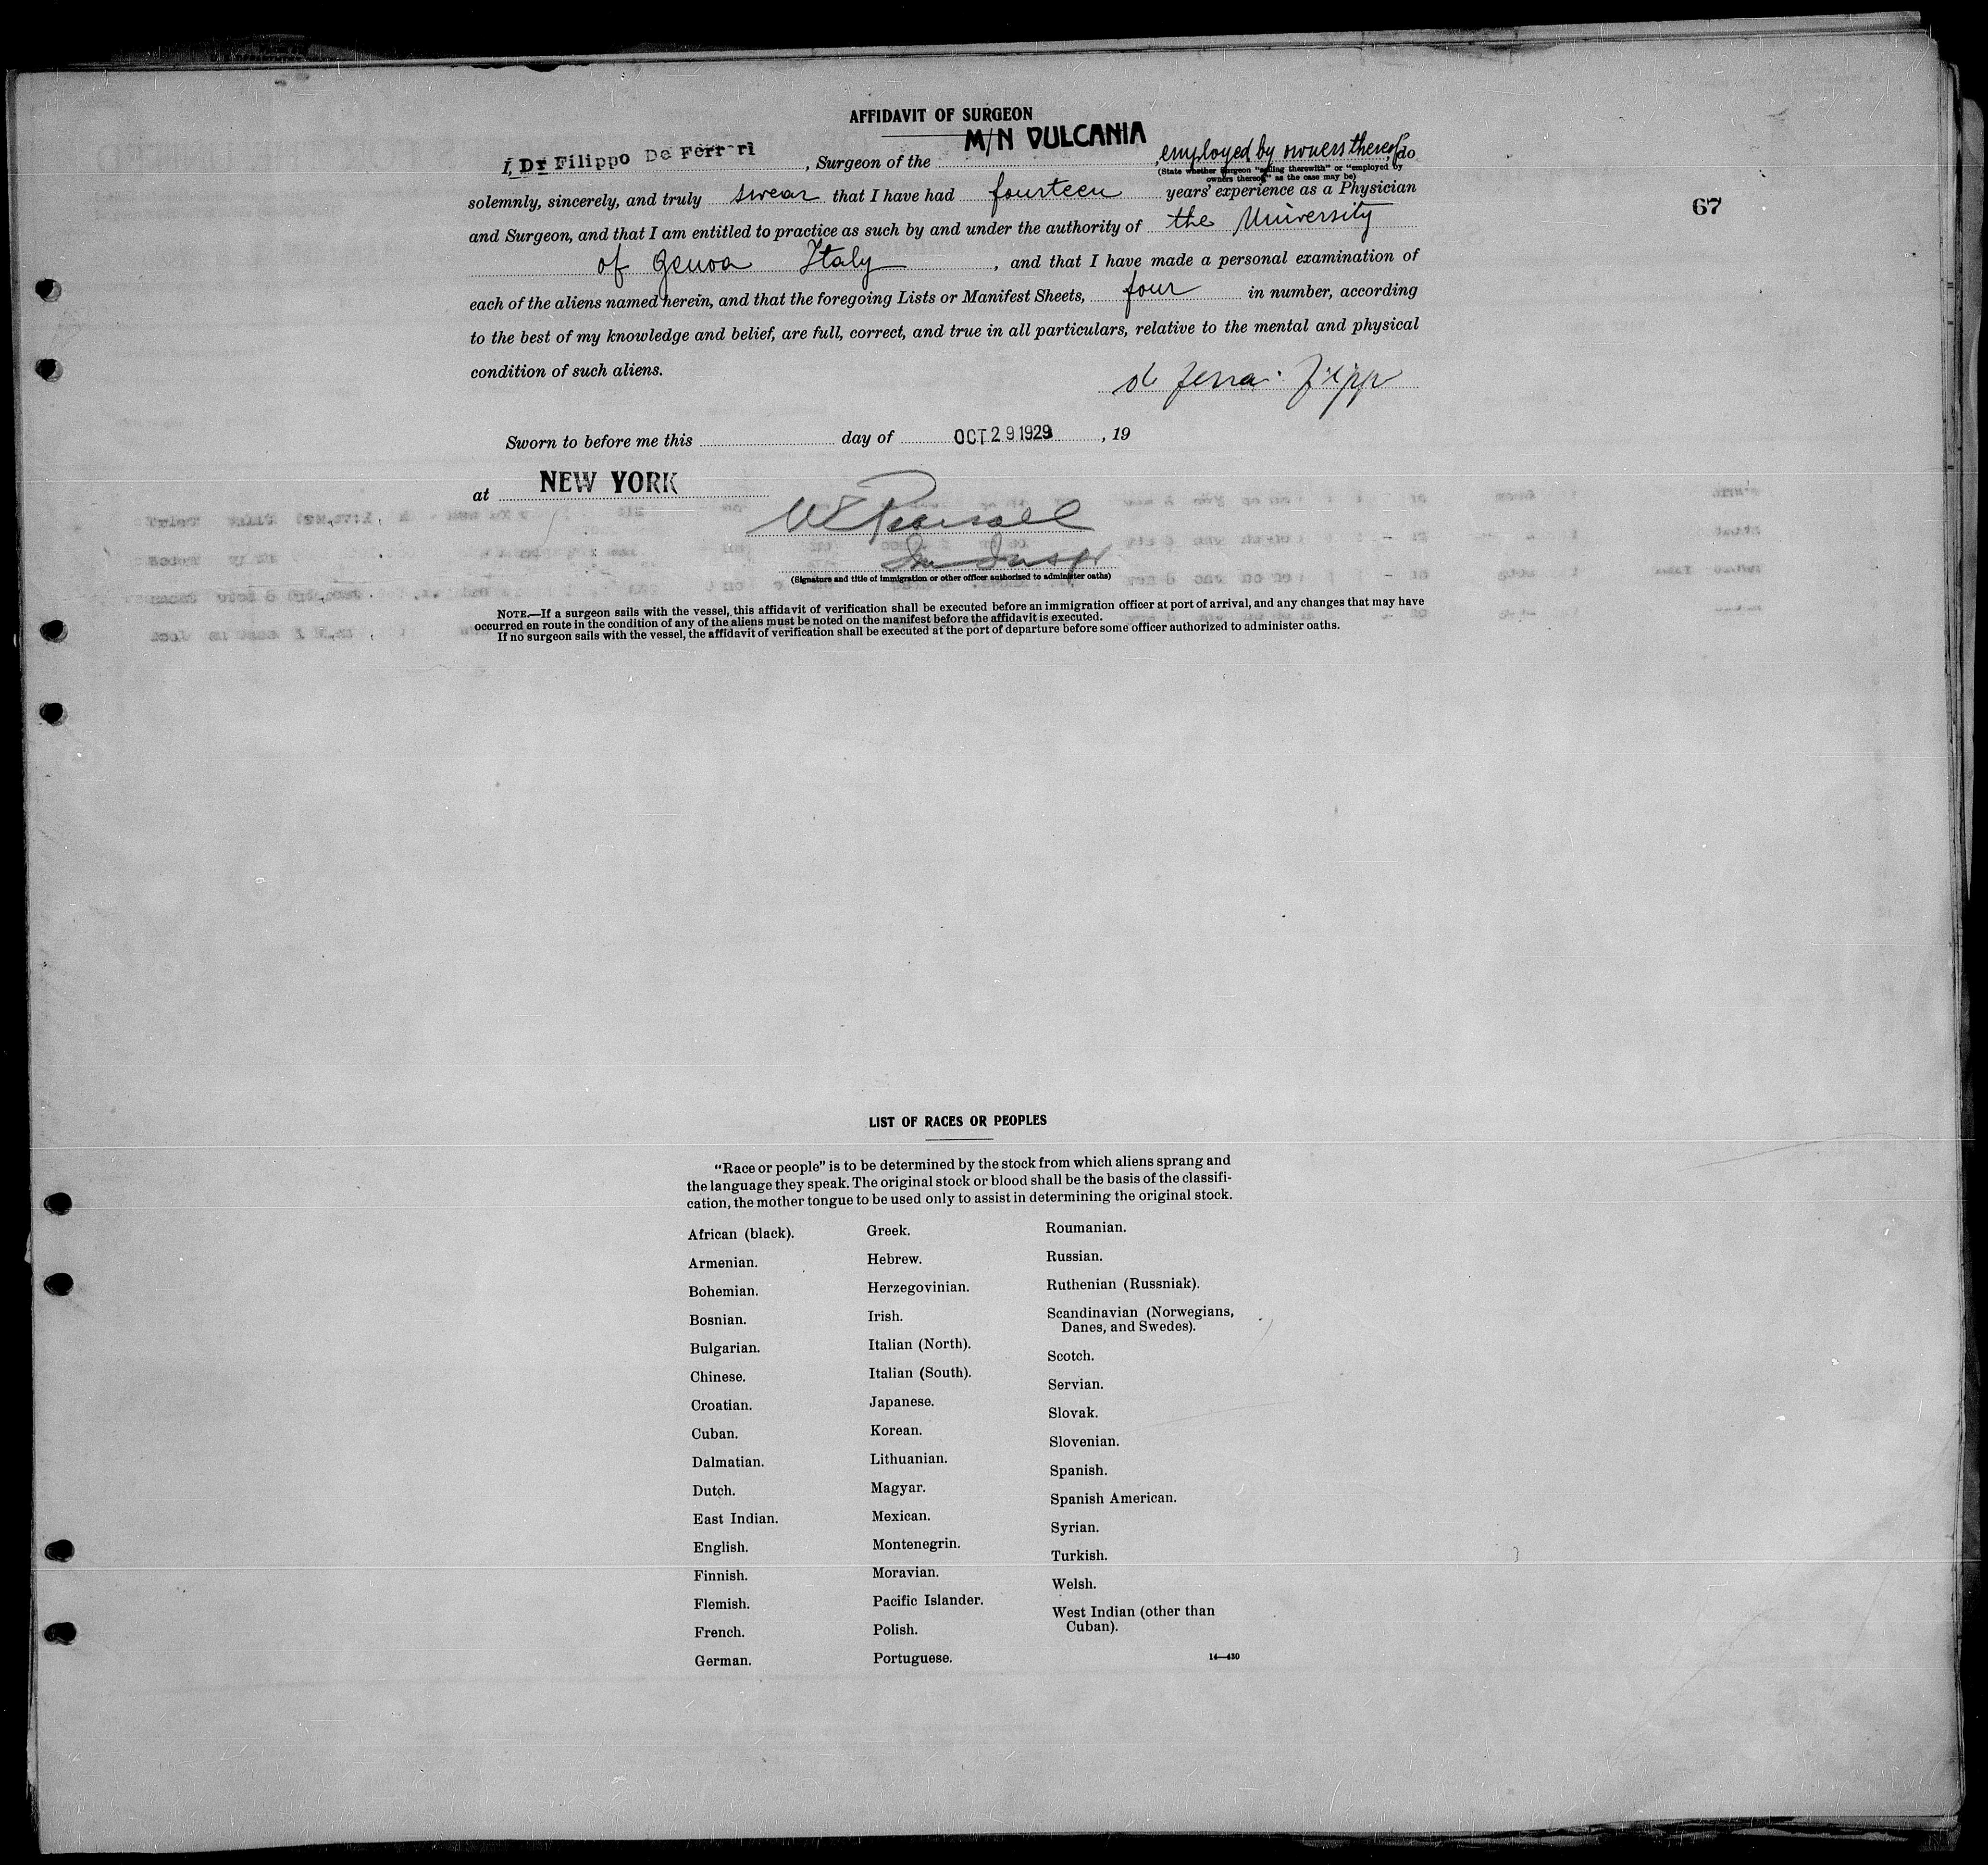 AFFIDAVIT OF SURGEON
I, Dr Filippo De Ferrari, Surgeon of the M/N VULCANIA, employed by owners thereof, do
(State whether surgeon "sailing therewith" or "employed by
owners thereof" as the case may be)
solemnly, sincerely, and truly swear that I have had fourteen years' experience as a Physician
and Surgeon, and that I am entitled to practice as such by and under the authority of the University
of Genoa Italy, and that I have made a personal examination of
each of the aliens named herein, and that the foregoing Lists or Manifest Sheets, four in number, according
to the best of my knowledge and belief, are full, correct, and true in all particulars, relative to the mental and physical
condition of such aliens.
67
Sworn to before me this day of OCT 29 1929, 19
at NEW YORK
(Signature and title of immigration or other officer authorized to administer oaths)
NOTE.—If a surgeon sails with the vessel, this affidavit of verification shall be executed before an immigration officer at port of arrival, and any changes that may have
occurred en route in the condition of any of the aliens must be noted on the manifest before the affidavit is executed.
If no surgeon sails with the vessel, the affidavit of verification shall be executed at the port of departure before some officer authorized to administer oaths.
LIST OF RACES OR PEOPLES
"Race or people" is to be determined by the stock from which aliens sprang and
the language they speak. The original stock or blood shall be the basis of the classifi-
cation, the mother tongue to be used only to assist in determining the original stock.
African (black).
Armenian.
Bohemian.
Bosnian.
Bulgarian.
Chinese.
Croatian.
Cuban.
Dalmatian.
Dutch.
East Indian.
English.
Finnish.
Flemish.
French.
German.
Greek.
Hebrew.
Herzegovinian.
Irish.
Italian (North).
Italian (South).
Japanese.
Korean.
Lithuanian.
Magyar.
Mexican.
Montenegrin.
Moravian.
Pacific Islander.
Polish.
Portuguese.
Roumanian.
Russian.
Ruthenian (Russniak).
Scandinavian (Norwegians,
Danes, and Swedes).
Scotch.
Servian.
Slovak.
Slovenian.
Spanish.
Spanish American.
Syrian.
Turkish.
Welsh.
West Indian (other than
Cuban).
14—430